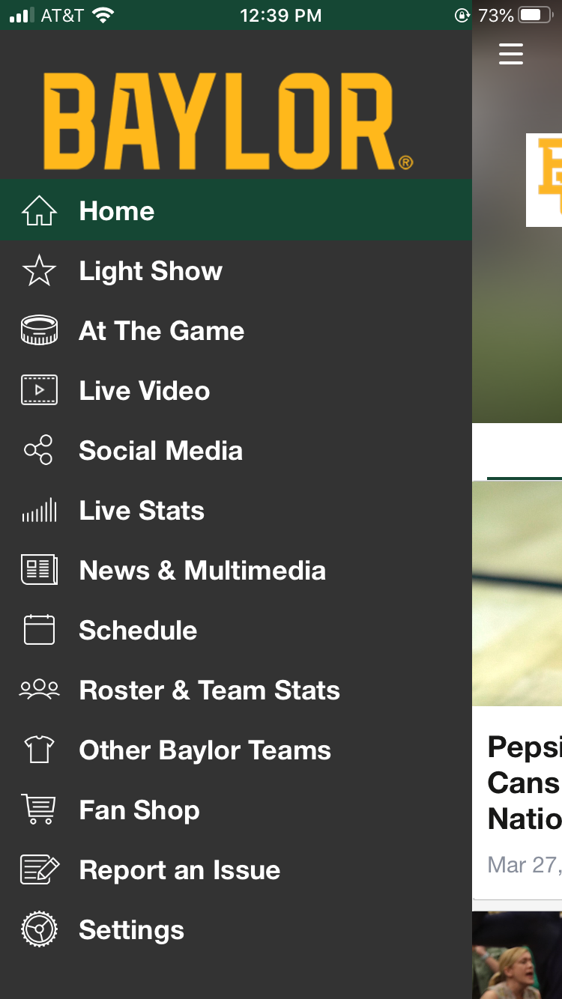 AT&T 12:39 PM 73%
BAYLOR®
Home
Light Show
At The Game
Live Video
Social Media
Live Stats
News & Multimedia
Schedule
Roster & Team Stats
Other Baylor Teams
Fan Shop
Report an Issue
Settings
Pepsi
Cans
Natio
Mar 27,